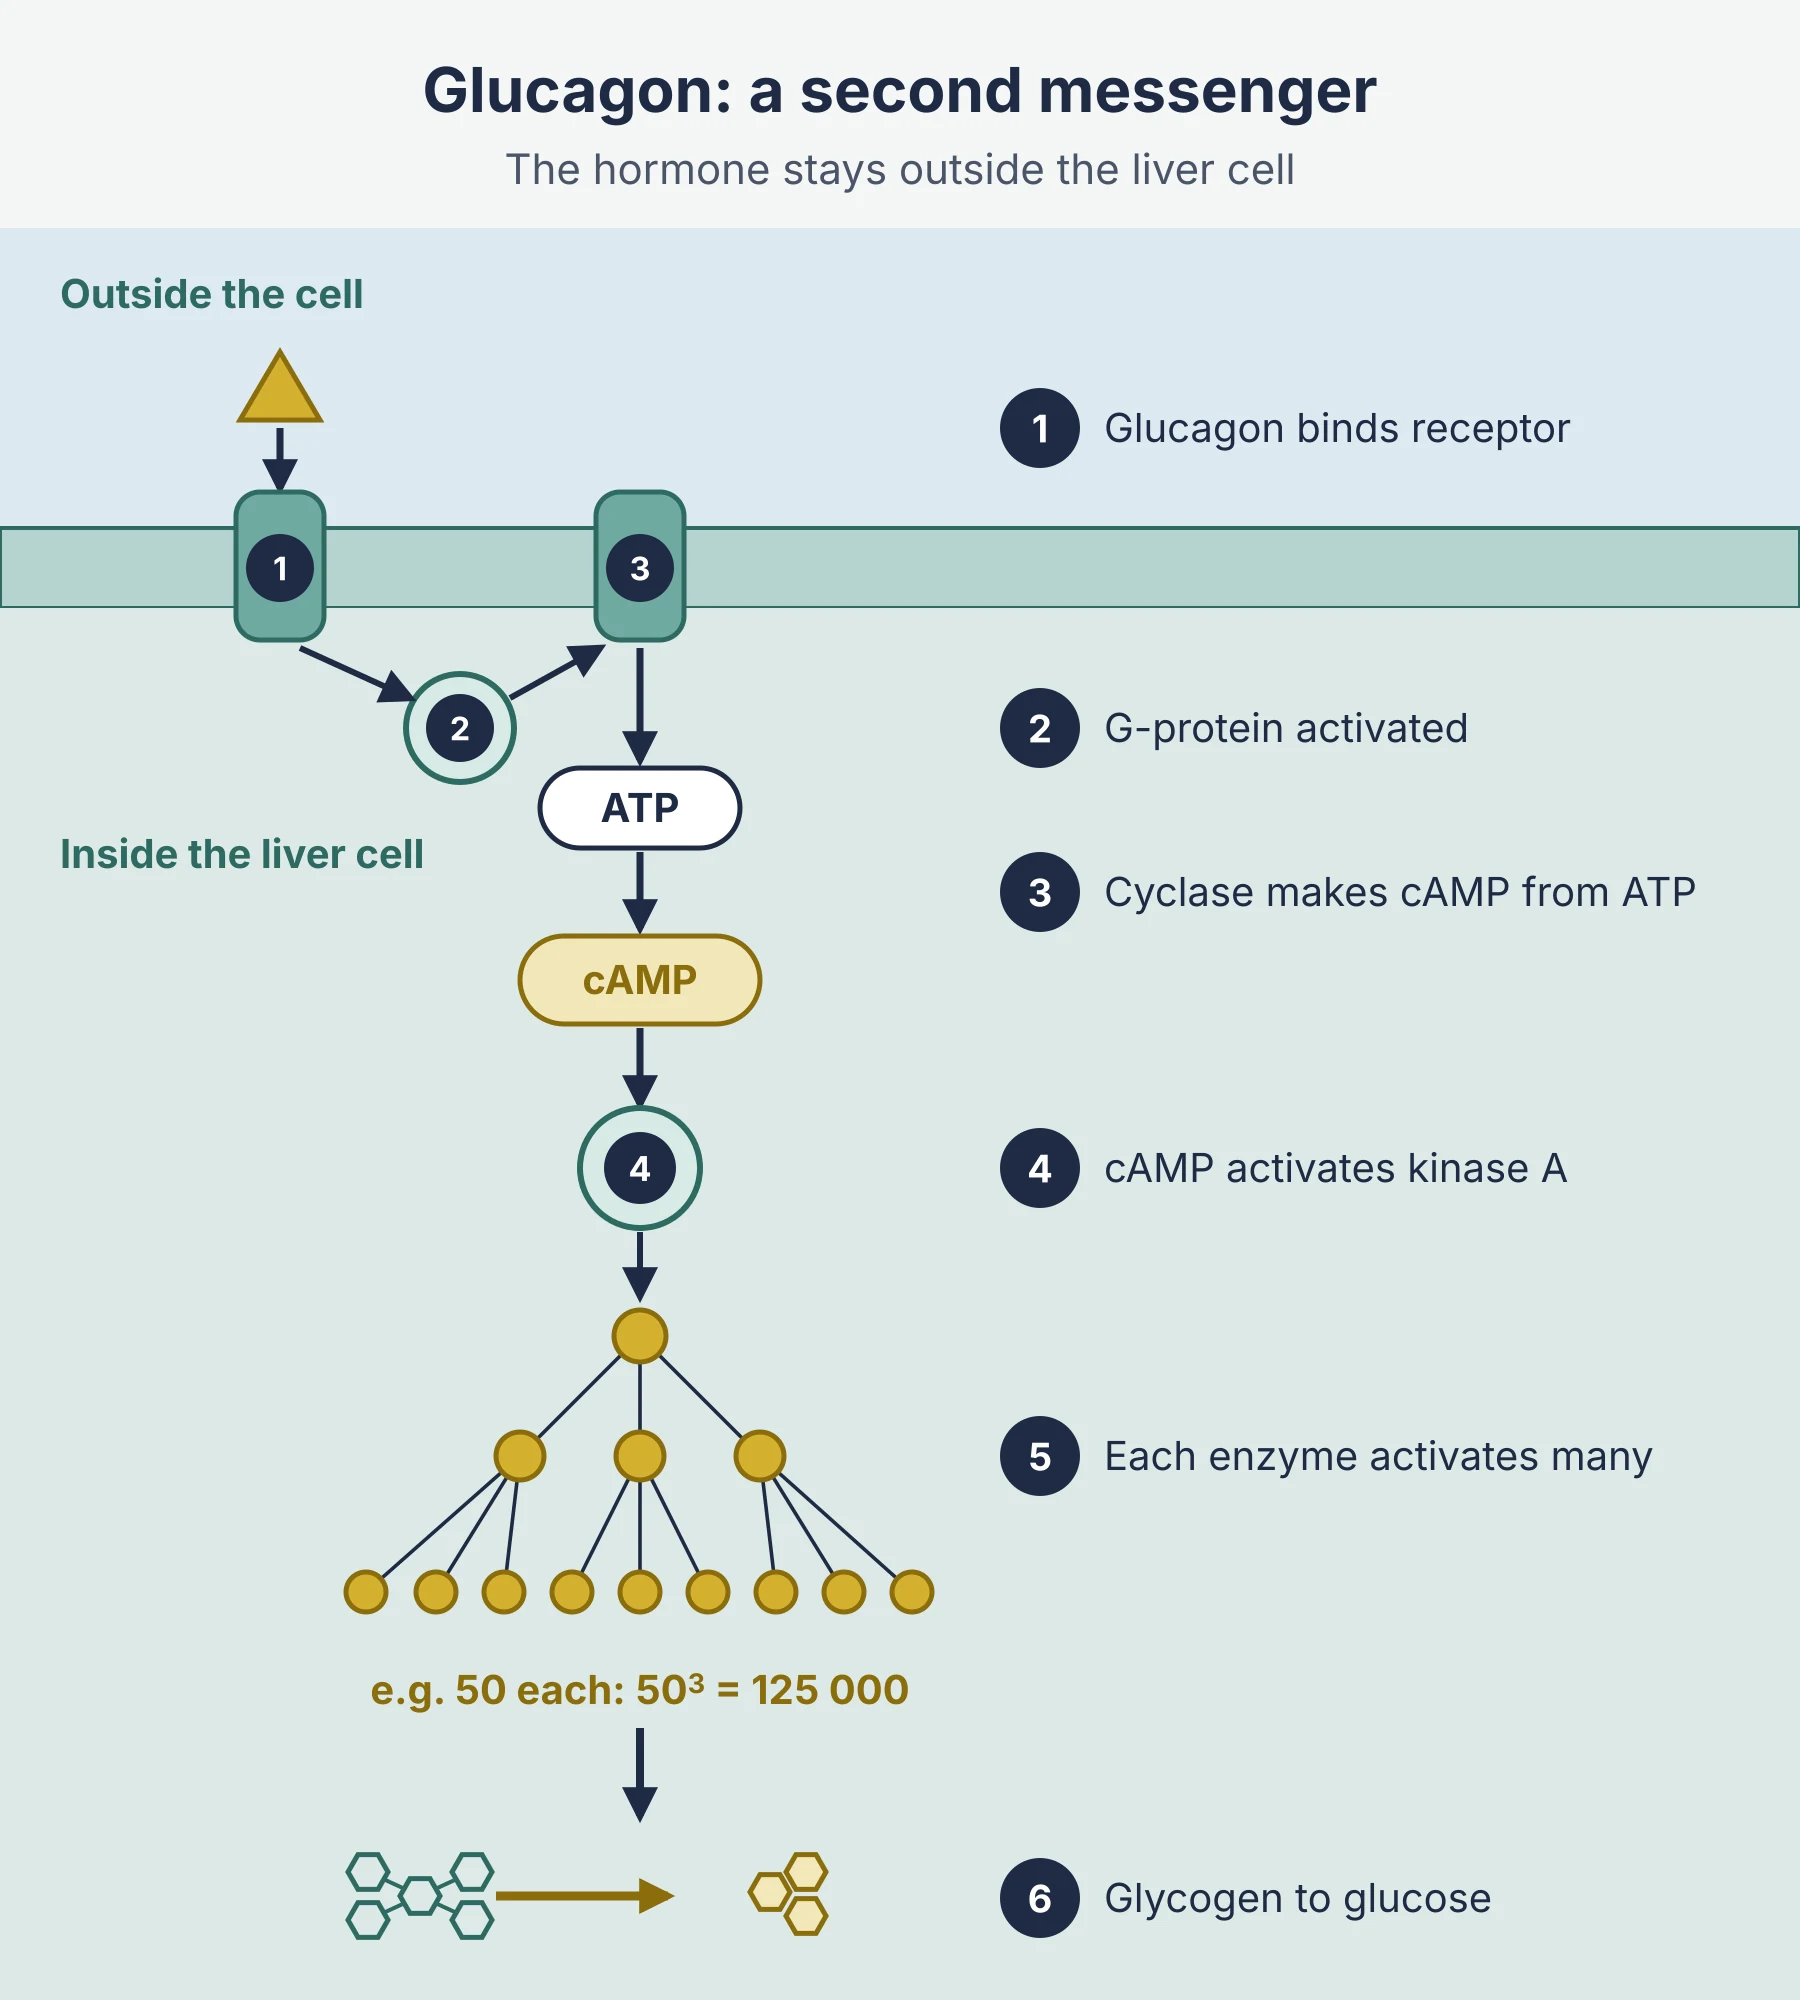 Glucagon: a second messenger
The hormone stays outside the liver cell
Outside the cell
1 Glucagon binds receptor
1
3
2
2 G-protein activated
ATP
Inside the liver cell
3 Cyclase makes cAMP from ATP
cAMP
4
4 cAMP activates kinase A
5 Each enzyme activates many
e.g. 50 each: 50³ = 125 000
6 Glycogen to glucose